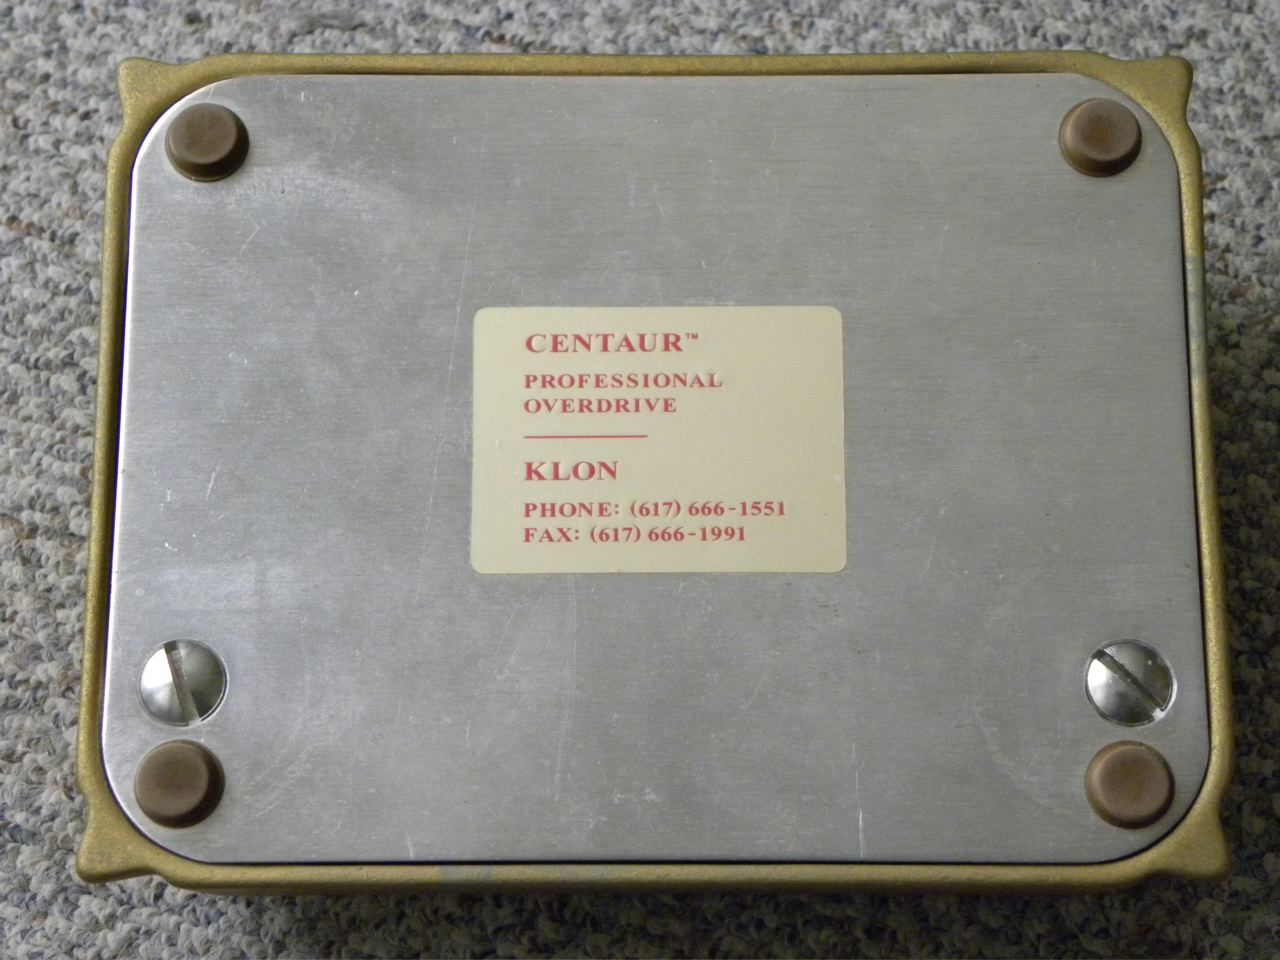 CENTAUR™
PROFESSIONAL
OVERDRIVE
KLON
PHONE: (617) 666-1551
FAX: (617) 666-1991